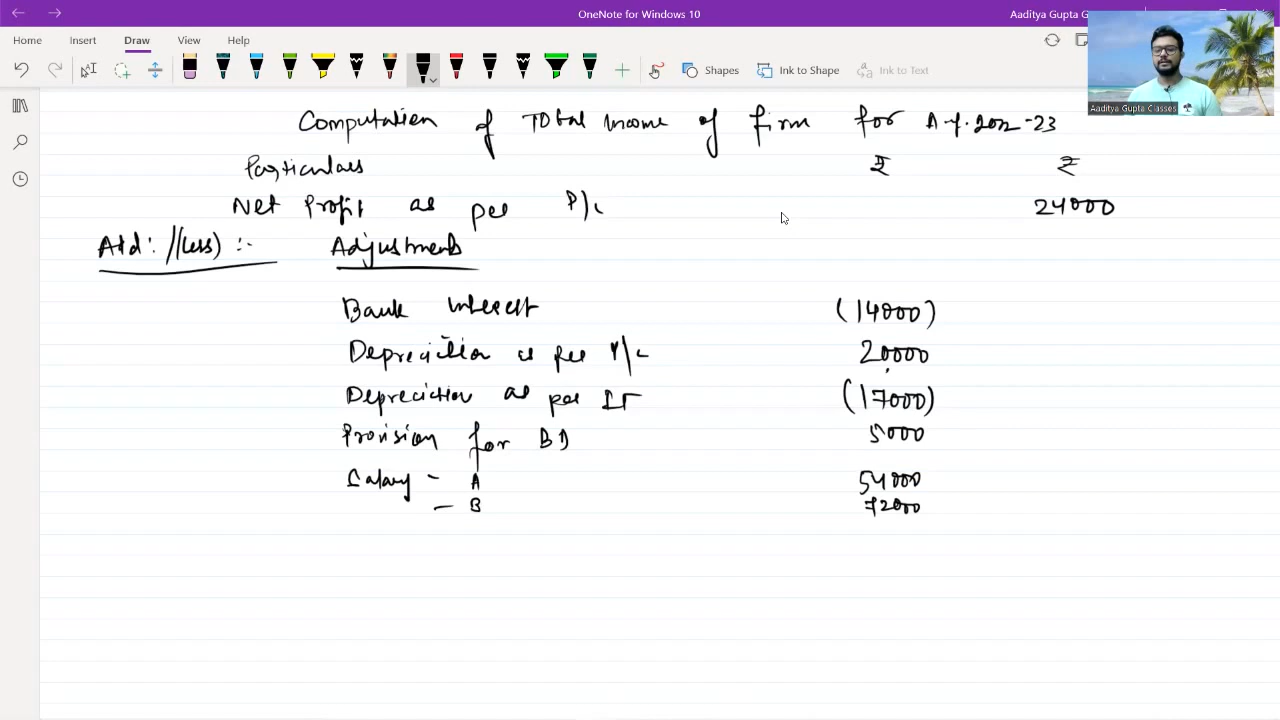 OneNote for Windows 10
Aaditya Gupta G
Home Insert Draw View Help
Shapes Ink to Shape Ink to Text
Aaditya Gupta Classes
Computation of Total Income of firm for A.Y. 2022-23
Particulars ₹ ₹
Net Profit as per P/L 24000
Add: /(Less) :- Adjustments
Bank Interest (14000)
Depreciation as per P/L 20000
Depreciation as per IT (17000)
Provision for BD 5000
Salary - A 54000
- B 72000